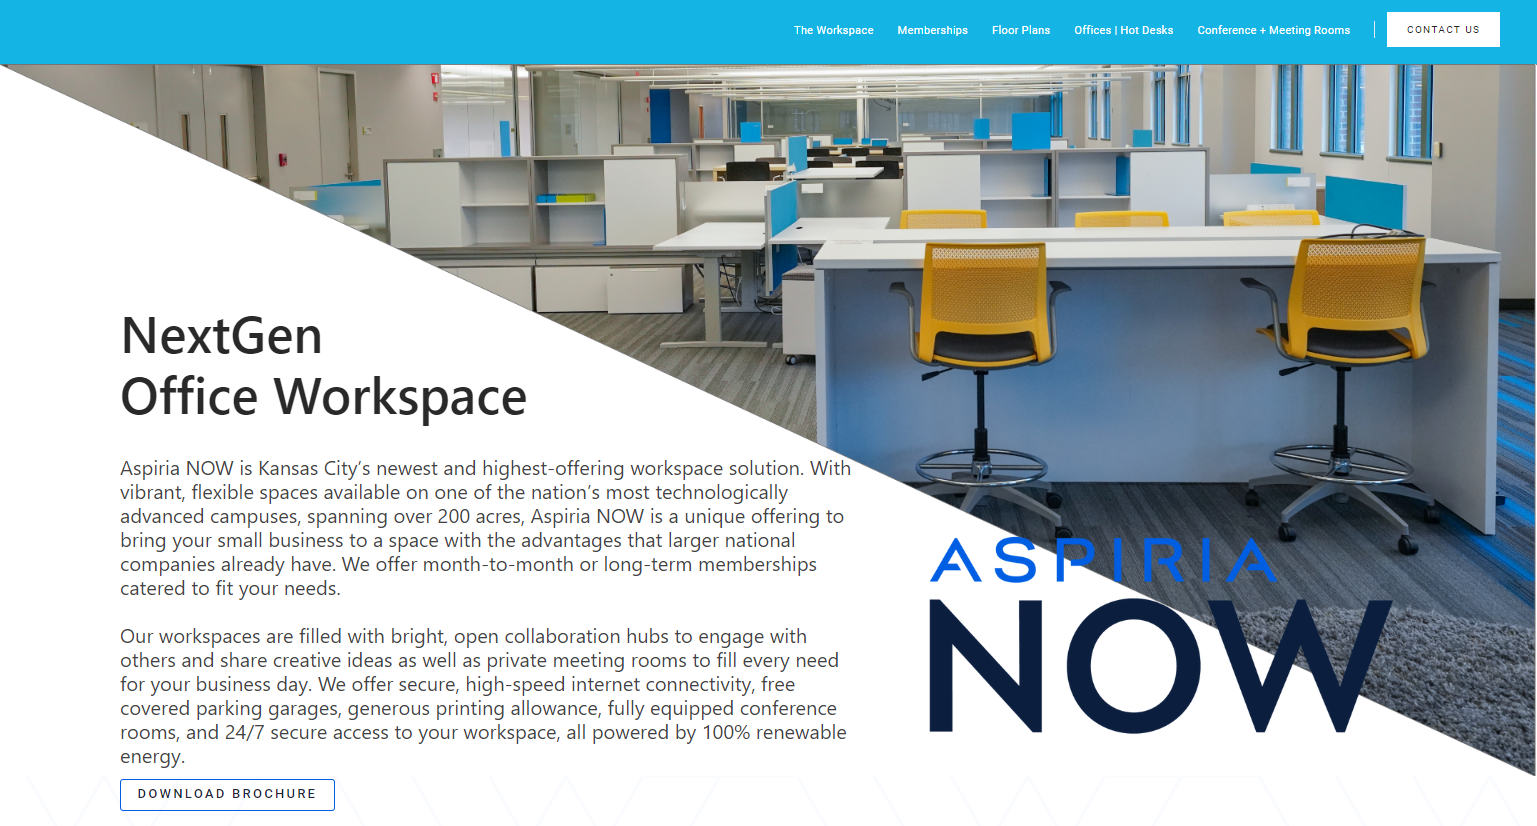 The Workspace
Memberships
Floor Plans
Offices | Hot Desks
Conference + Meeting Rooms
CONTACT US
NextGen
Office Workspace
Aspiria NOW is Kansas City’s newest and highest-offering workspace solution. With
vibrant, flexible spaces available on one of the nation’s most technologically
advanced campuses, spanning over 200 acres, Aspiria NOW is a unique offering to
bring your small business to a space with the advantages that larger national
companies already have. We offer month-to-month or long-term memberships
catered to fit your needs.
Our workspaces are filled with bright, open collaboration hubs to engage with
others and share creative ideas as well as private meeting rooms to fill every need
for your business day. We offer secure, high-speed internet connectivity, free
covered parking garages, generous printing allowance, fully equipped conference
rooms, and 24/7 secure access to your workspace, all powered by 100% renewable
energy.
DOWNLOAD BROCHURE
ASPIRIA
NOW